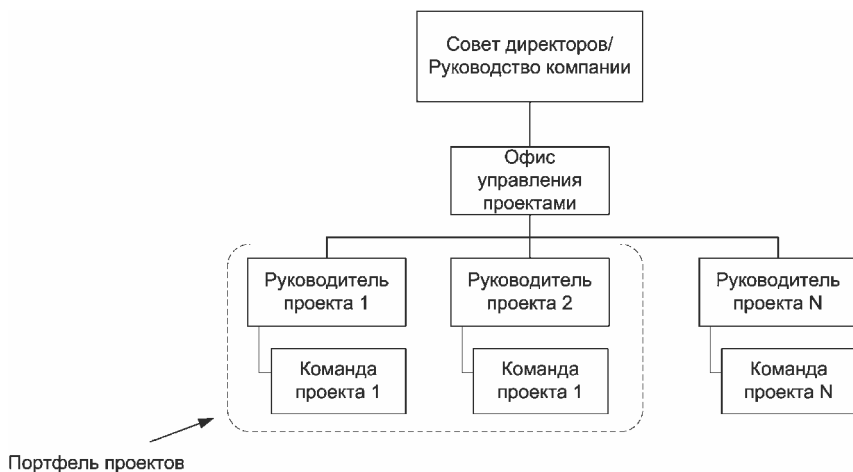 Совет директоров/
Руководство компании
Офис
управления
проектами
Руководитель
проекта 1
Руководитель
проекта 2
Руководитель
проекта N
Команда
проекта 1
Команда
проекта 1
Команда
проекта N
Портфель проектов